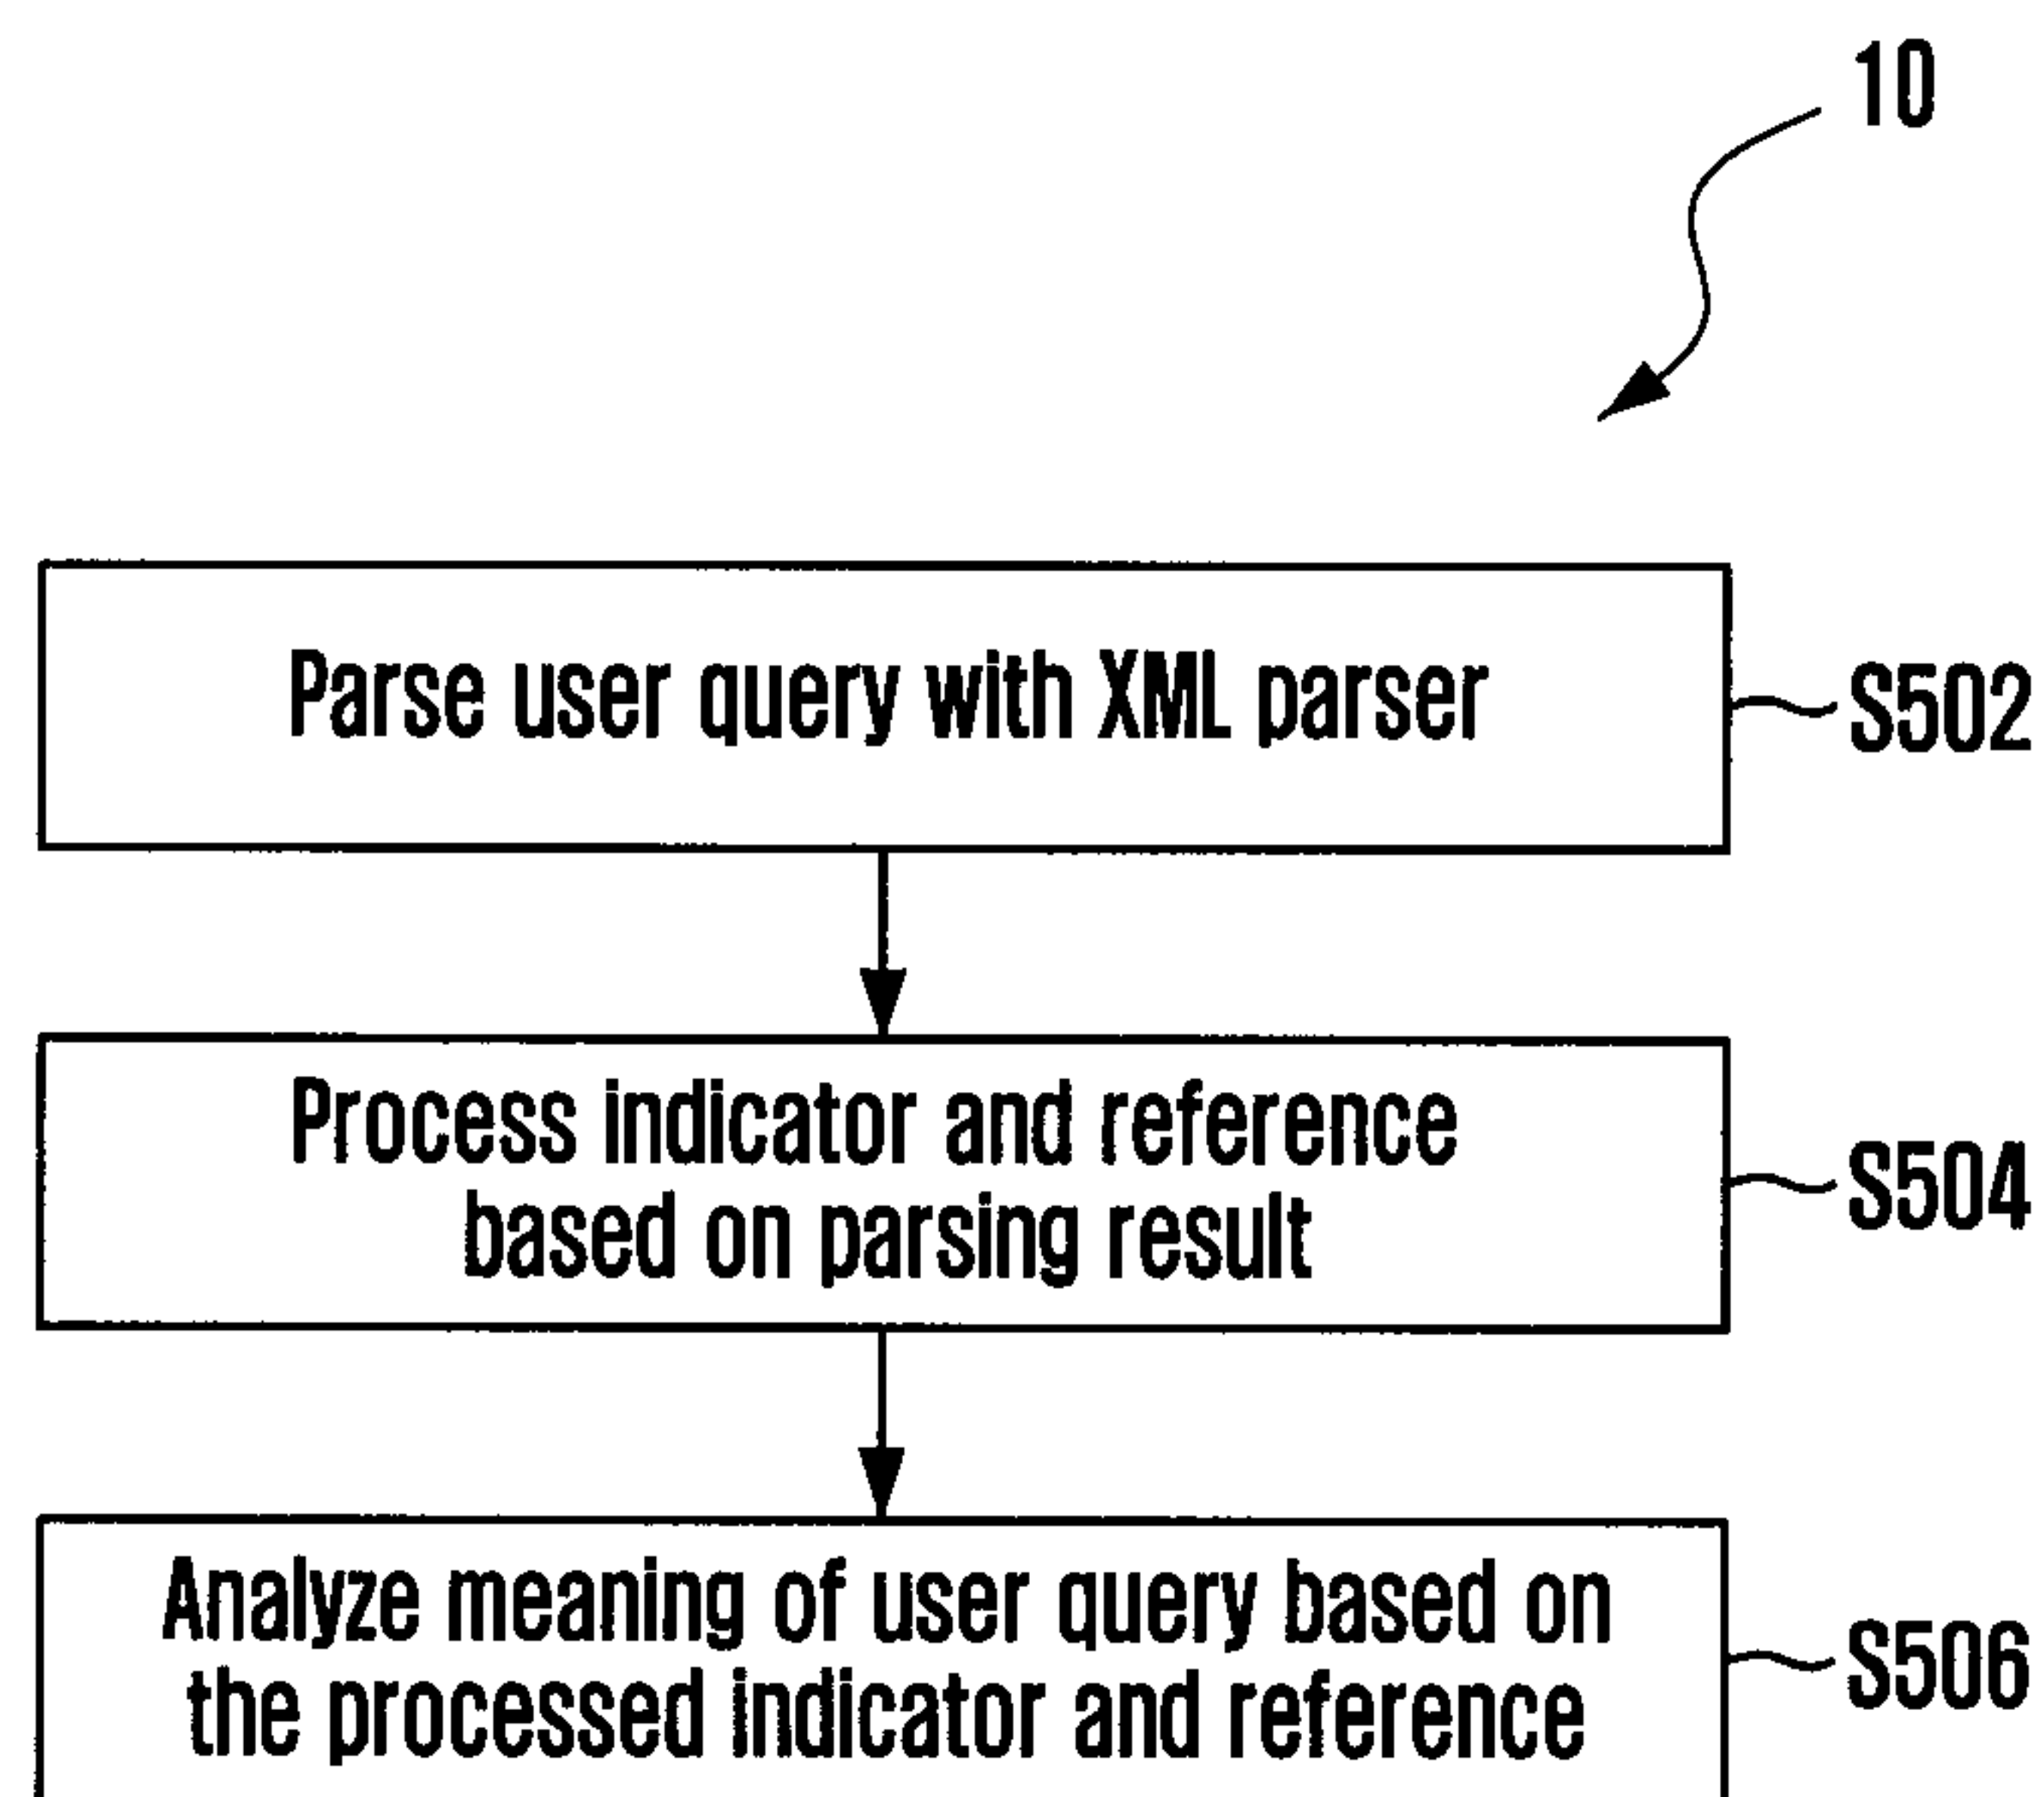 10
Parse user query with XML parser
S502
Process indicator and reference
based on parsing result
S504
Analyze meaning of user query based on
the processed indicator and reference
S506